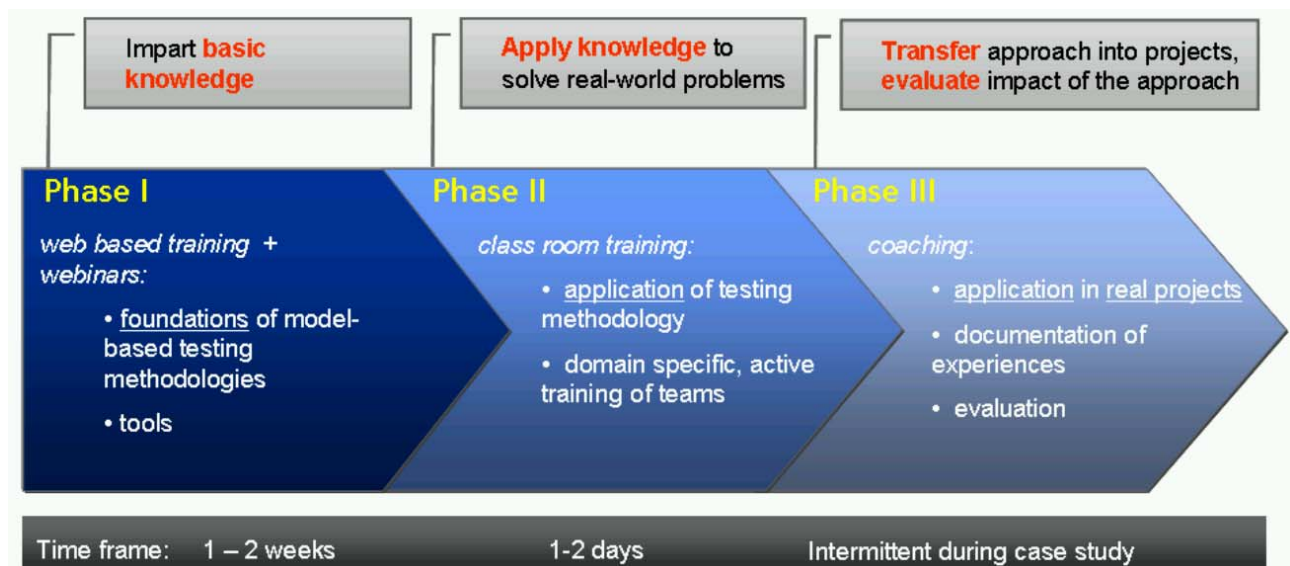 Impart basic
knowledge
Apply knowledge to
solve real-world problems
Transfer approach into projects,
evaluate impact of the approach
Phase I
web based training +
webinars:
• foundations of model-
based testing
methodologies
• tools
Phase II
class room training:
• application of testing
methodology
• domain specific, active
training of teams
Phase III
coaching:
• application in real projects
• documentation of
experiences
• evaluation
Time frame: 1 – 2 weeks 1-2 days Intermittent during case study